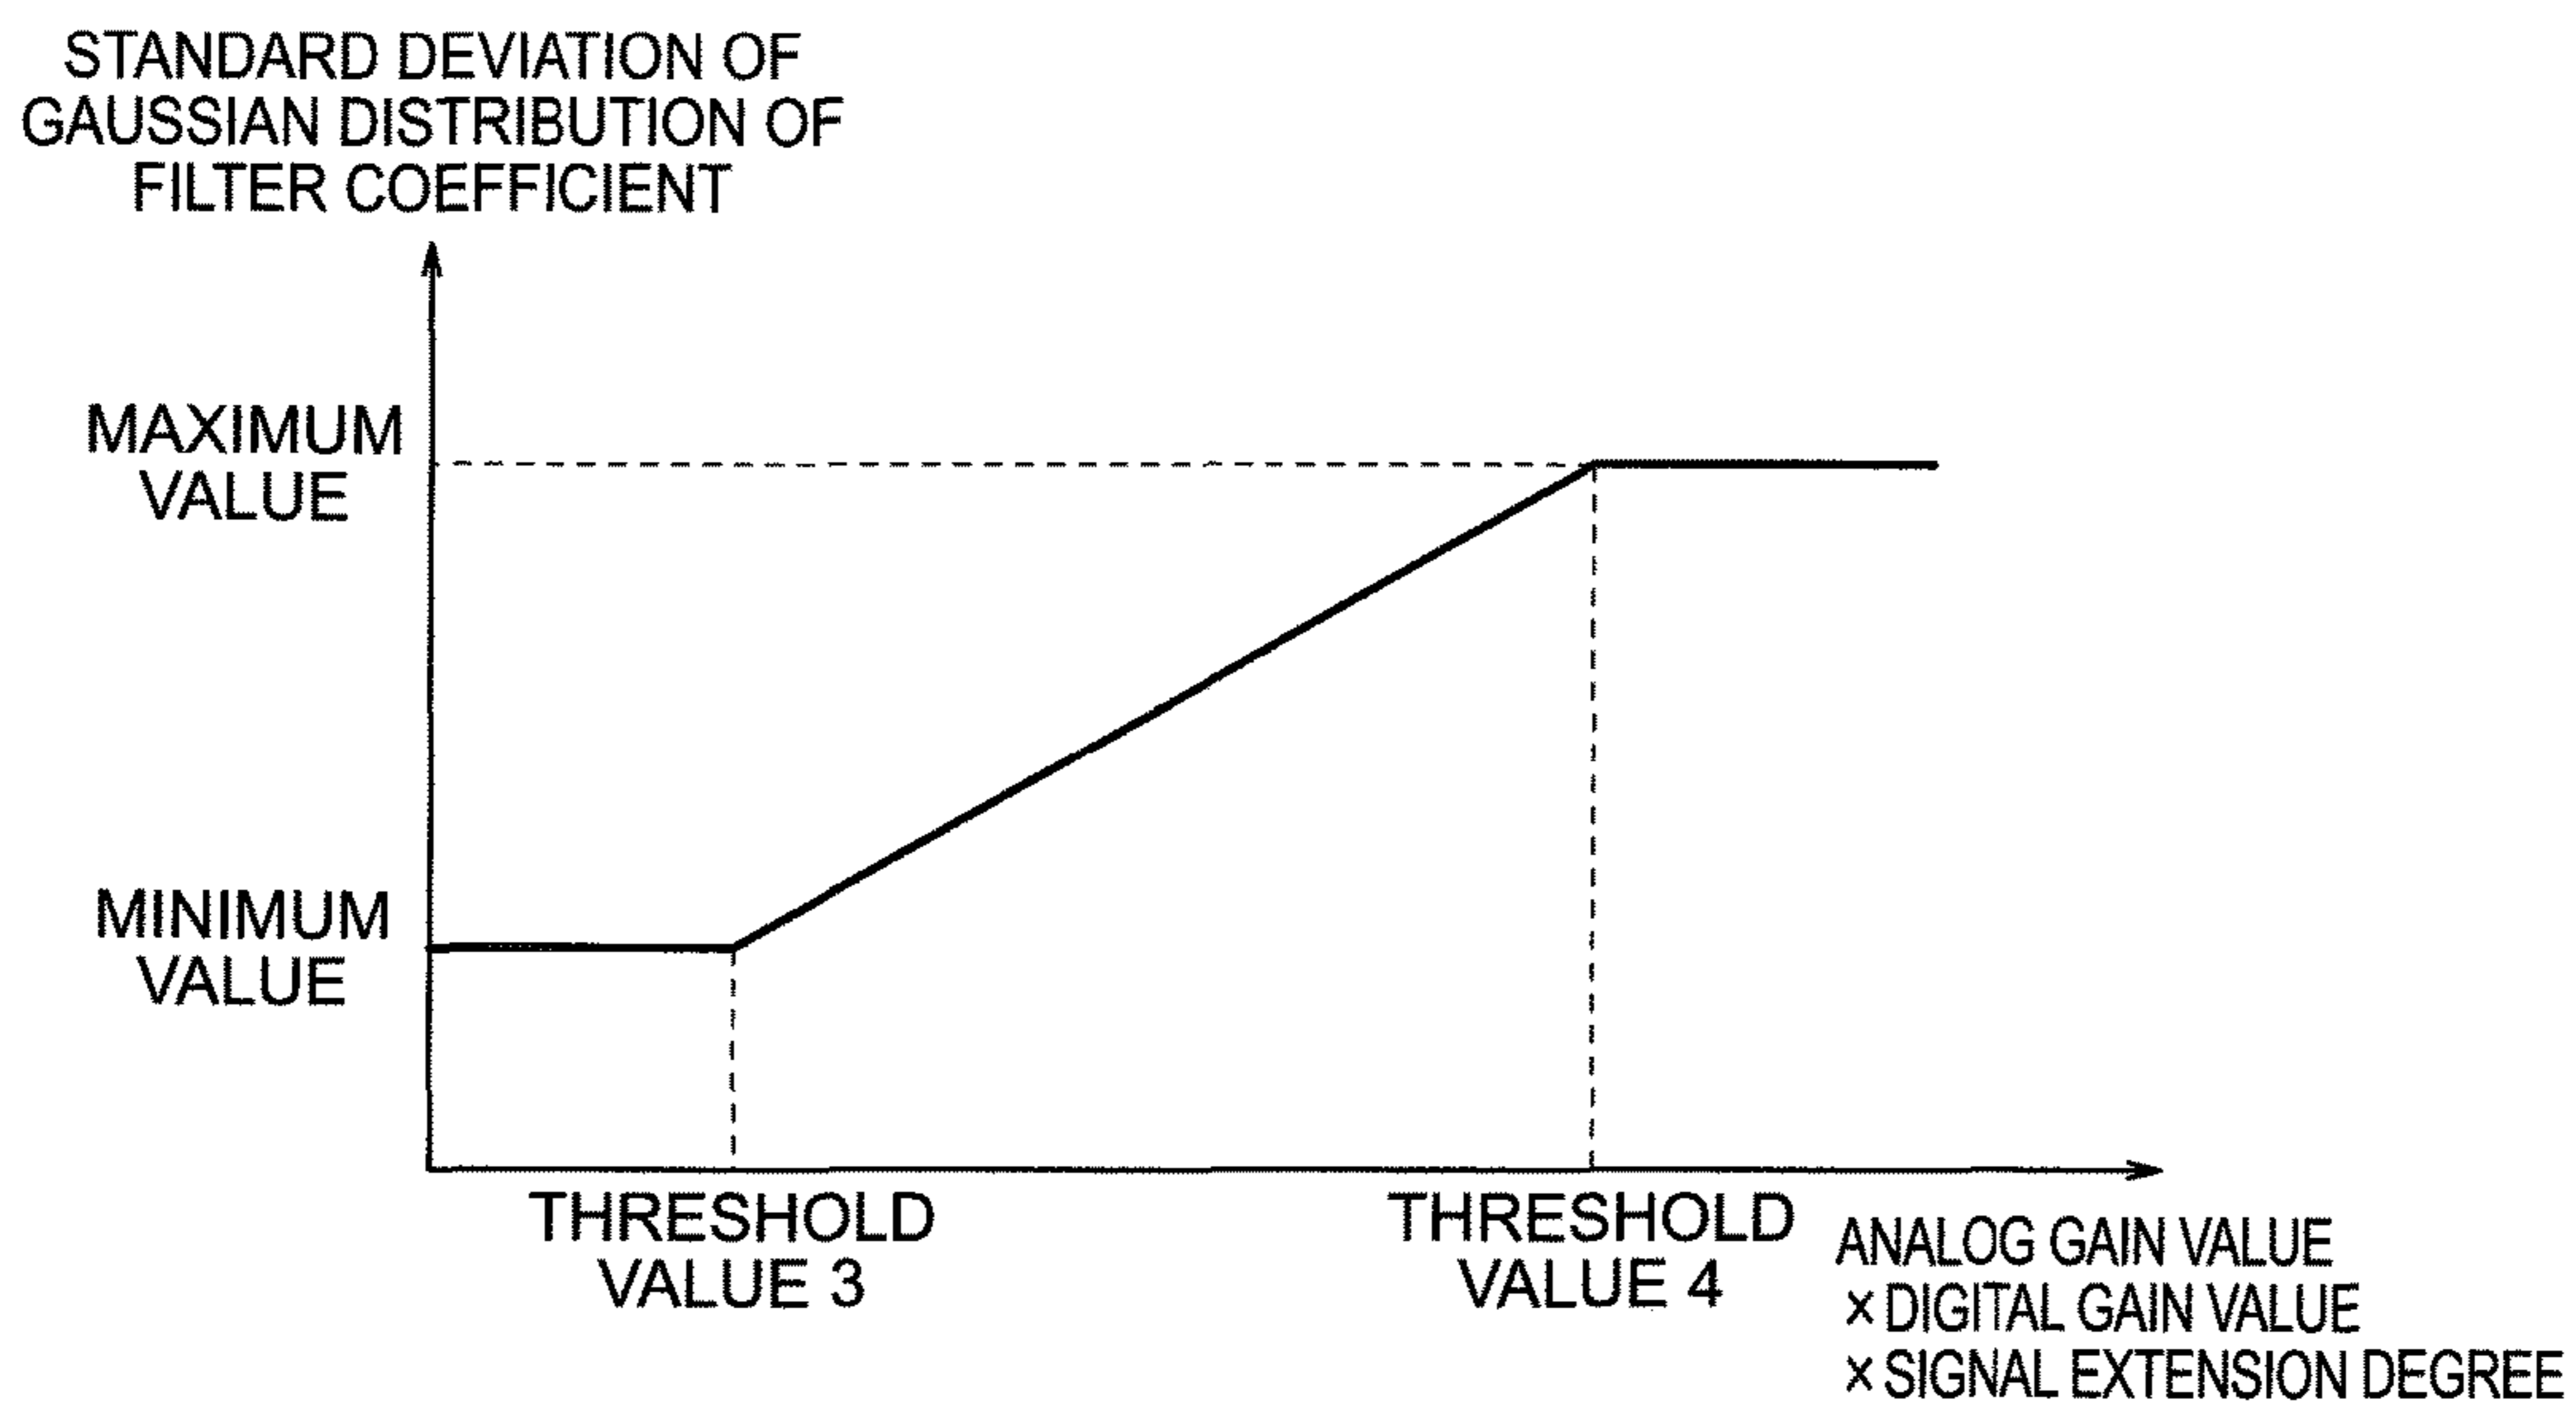 STANDARD DEVIATION OF
GAUSSIAN DISTRIBUTION OF
FILTER COEFFICIENT
MAXIMUM
VALUE
MINIMUM
VALUE
THRESHOLD
VALUE 3
THRESHOLD
VALUE 4
ANALOG GAIN VALUE
× DIGITAL GAIN VALUE
× SIGNAL EXTENSION DEGREE